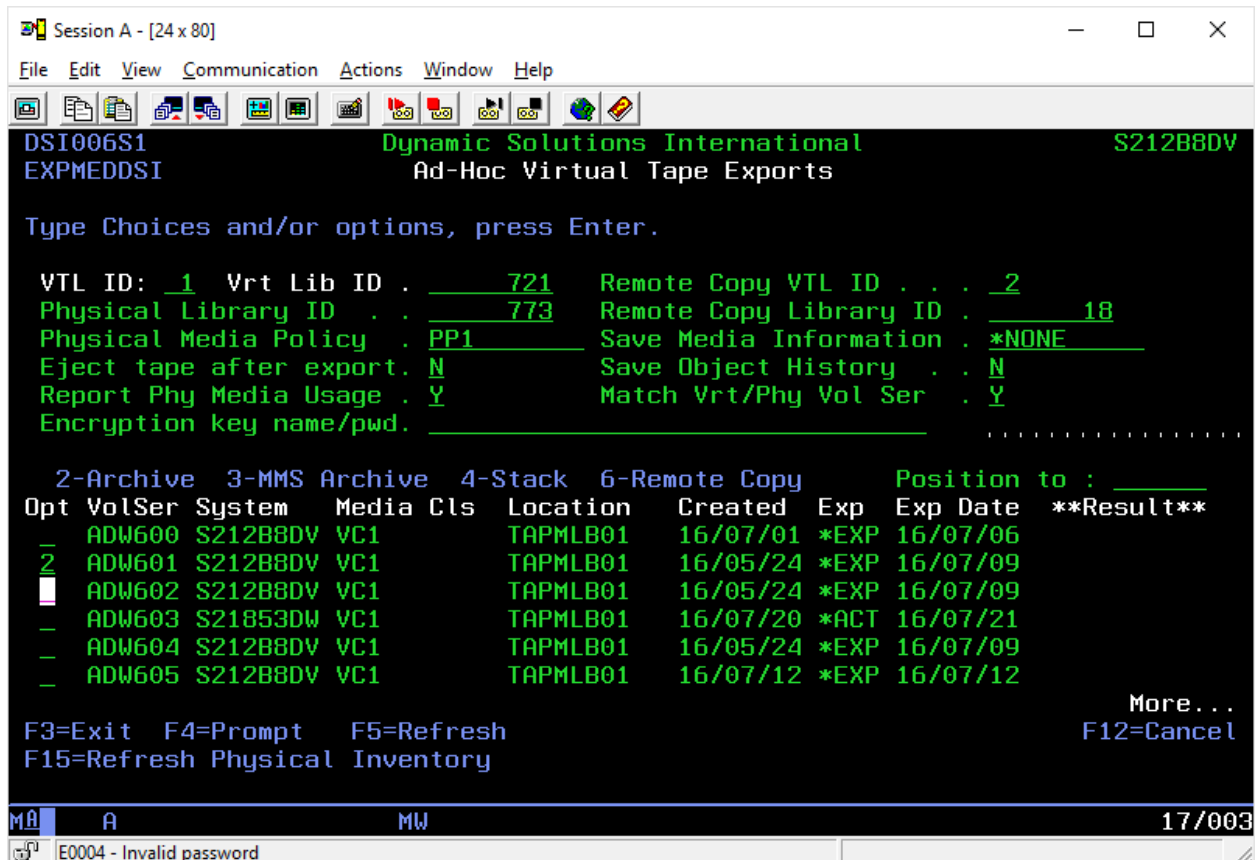 Session A - [24 x 80]
File Edit View Communication Actions Window Help
DSI006S1 Dynamic Solutions International S212B8DV
EXPMEDDSI Ad-Hoc Virtual Tape Exports
Type Choices and/or options, press Enter.
VTL ID: 1 Vrt Lib ID . 721 Remote Copy VTL ID . . . 2
Physical Library ID . . 773 Remote Copy Library ID . 18
Physical Media Policy . PP1 Save Media Information . *NONE
Eject tape after export. N Save Object History . . N
Report Phy Media Usage . Y Match Vrt/Phy Vol Ser . Y
Encryption key name/pwd.
2-Archive 3-MMS Archive 4-Stack 6-Remote Copy Position to :
Opt VolSer System Media Cls Location Created Exp Exp Date **Result**
_ ADW600 S212B8DV VC1 TAPMLB01 16/07/01 *EXP 16/07/06
2 ADW601 S212B8DV VC1 TAPMLB01 16/05/24 *EXP 16/07/09
_ ADW602 S212B8DV VC1 TAPMLB01 16/05/24 *EXP 16/07/09
_ ADW603 S21853DW VC1 TAPMLB01 16/07/20 *ACT 16/07/21
_ ADW604 S212B8DV VC1 TAPMLB01 16/05/24 *EXP 16/07/09
_ ADW605 S212B8DV VC1 TAPMLB01 16/07/12 *EXP 16/07/12
More...
F3=Exit F4=Prompt F5=Refresh F12=Cancel
F15=Refresh Physical Inventory
MA A MW 17/003
E0004 - Invalid password